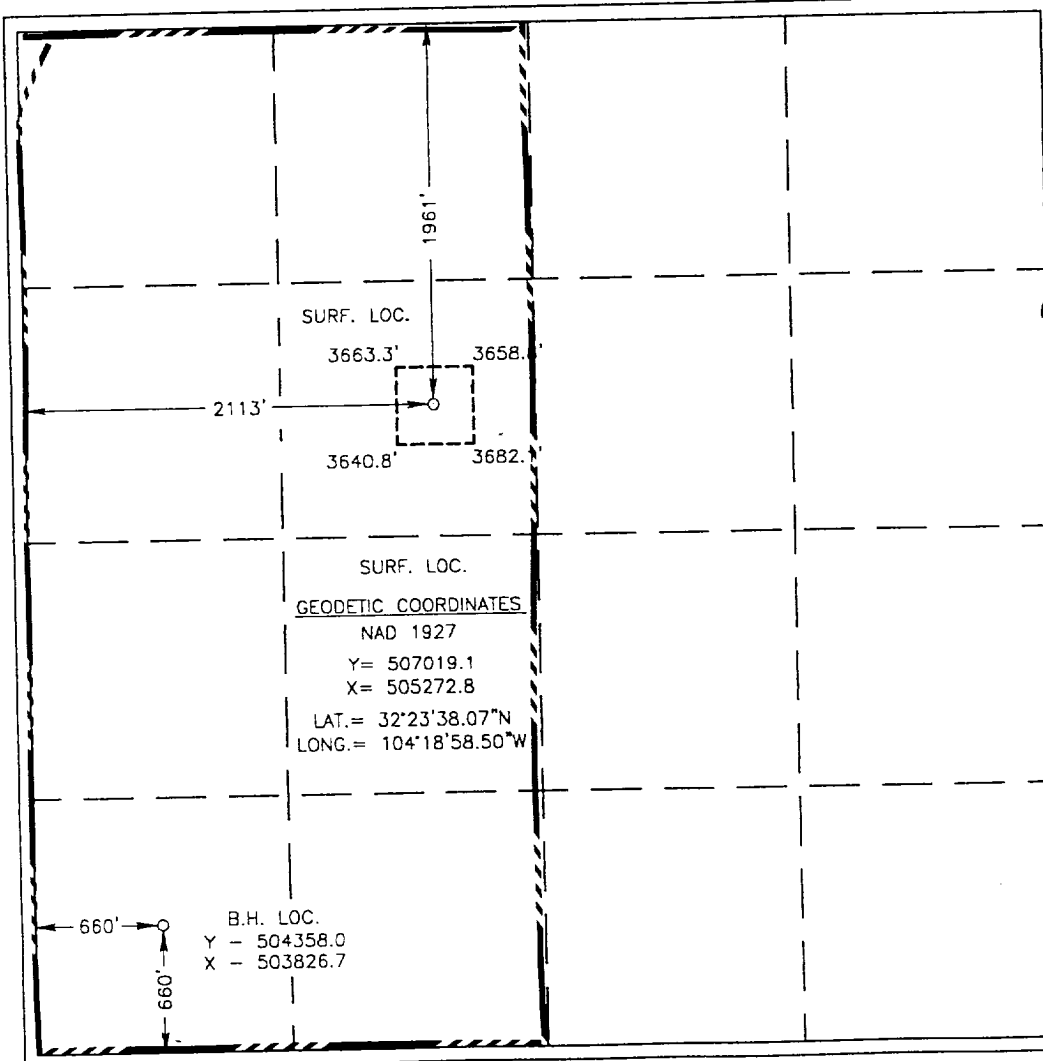 1961'
SURF. LOC.
3663.3'
2113'
3640.8'
SURF. LOC.
GEODETIC COORDINATES
NAD 1927
Y= 507019.1
X= 505272.8
LAT.= 32°23'38.07"N
LONG.= 104°18'58.50"W
660'
B.H. LOC.
Y - 504358.0
X - 503826.7
660'